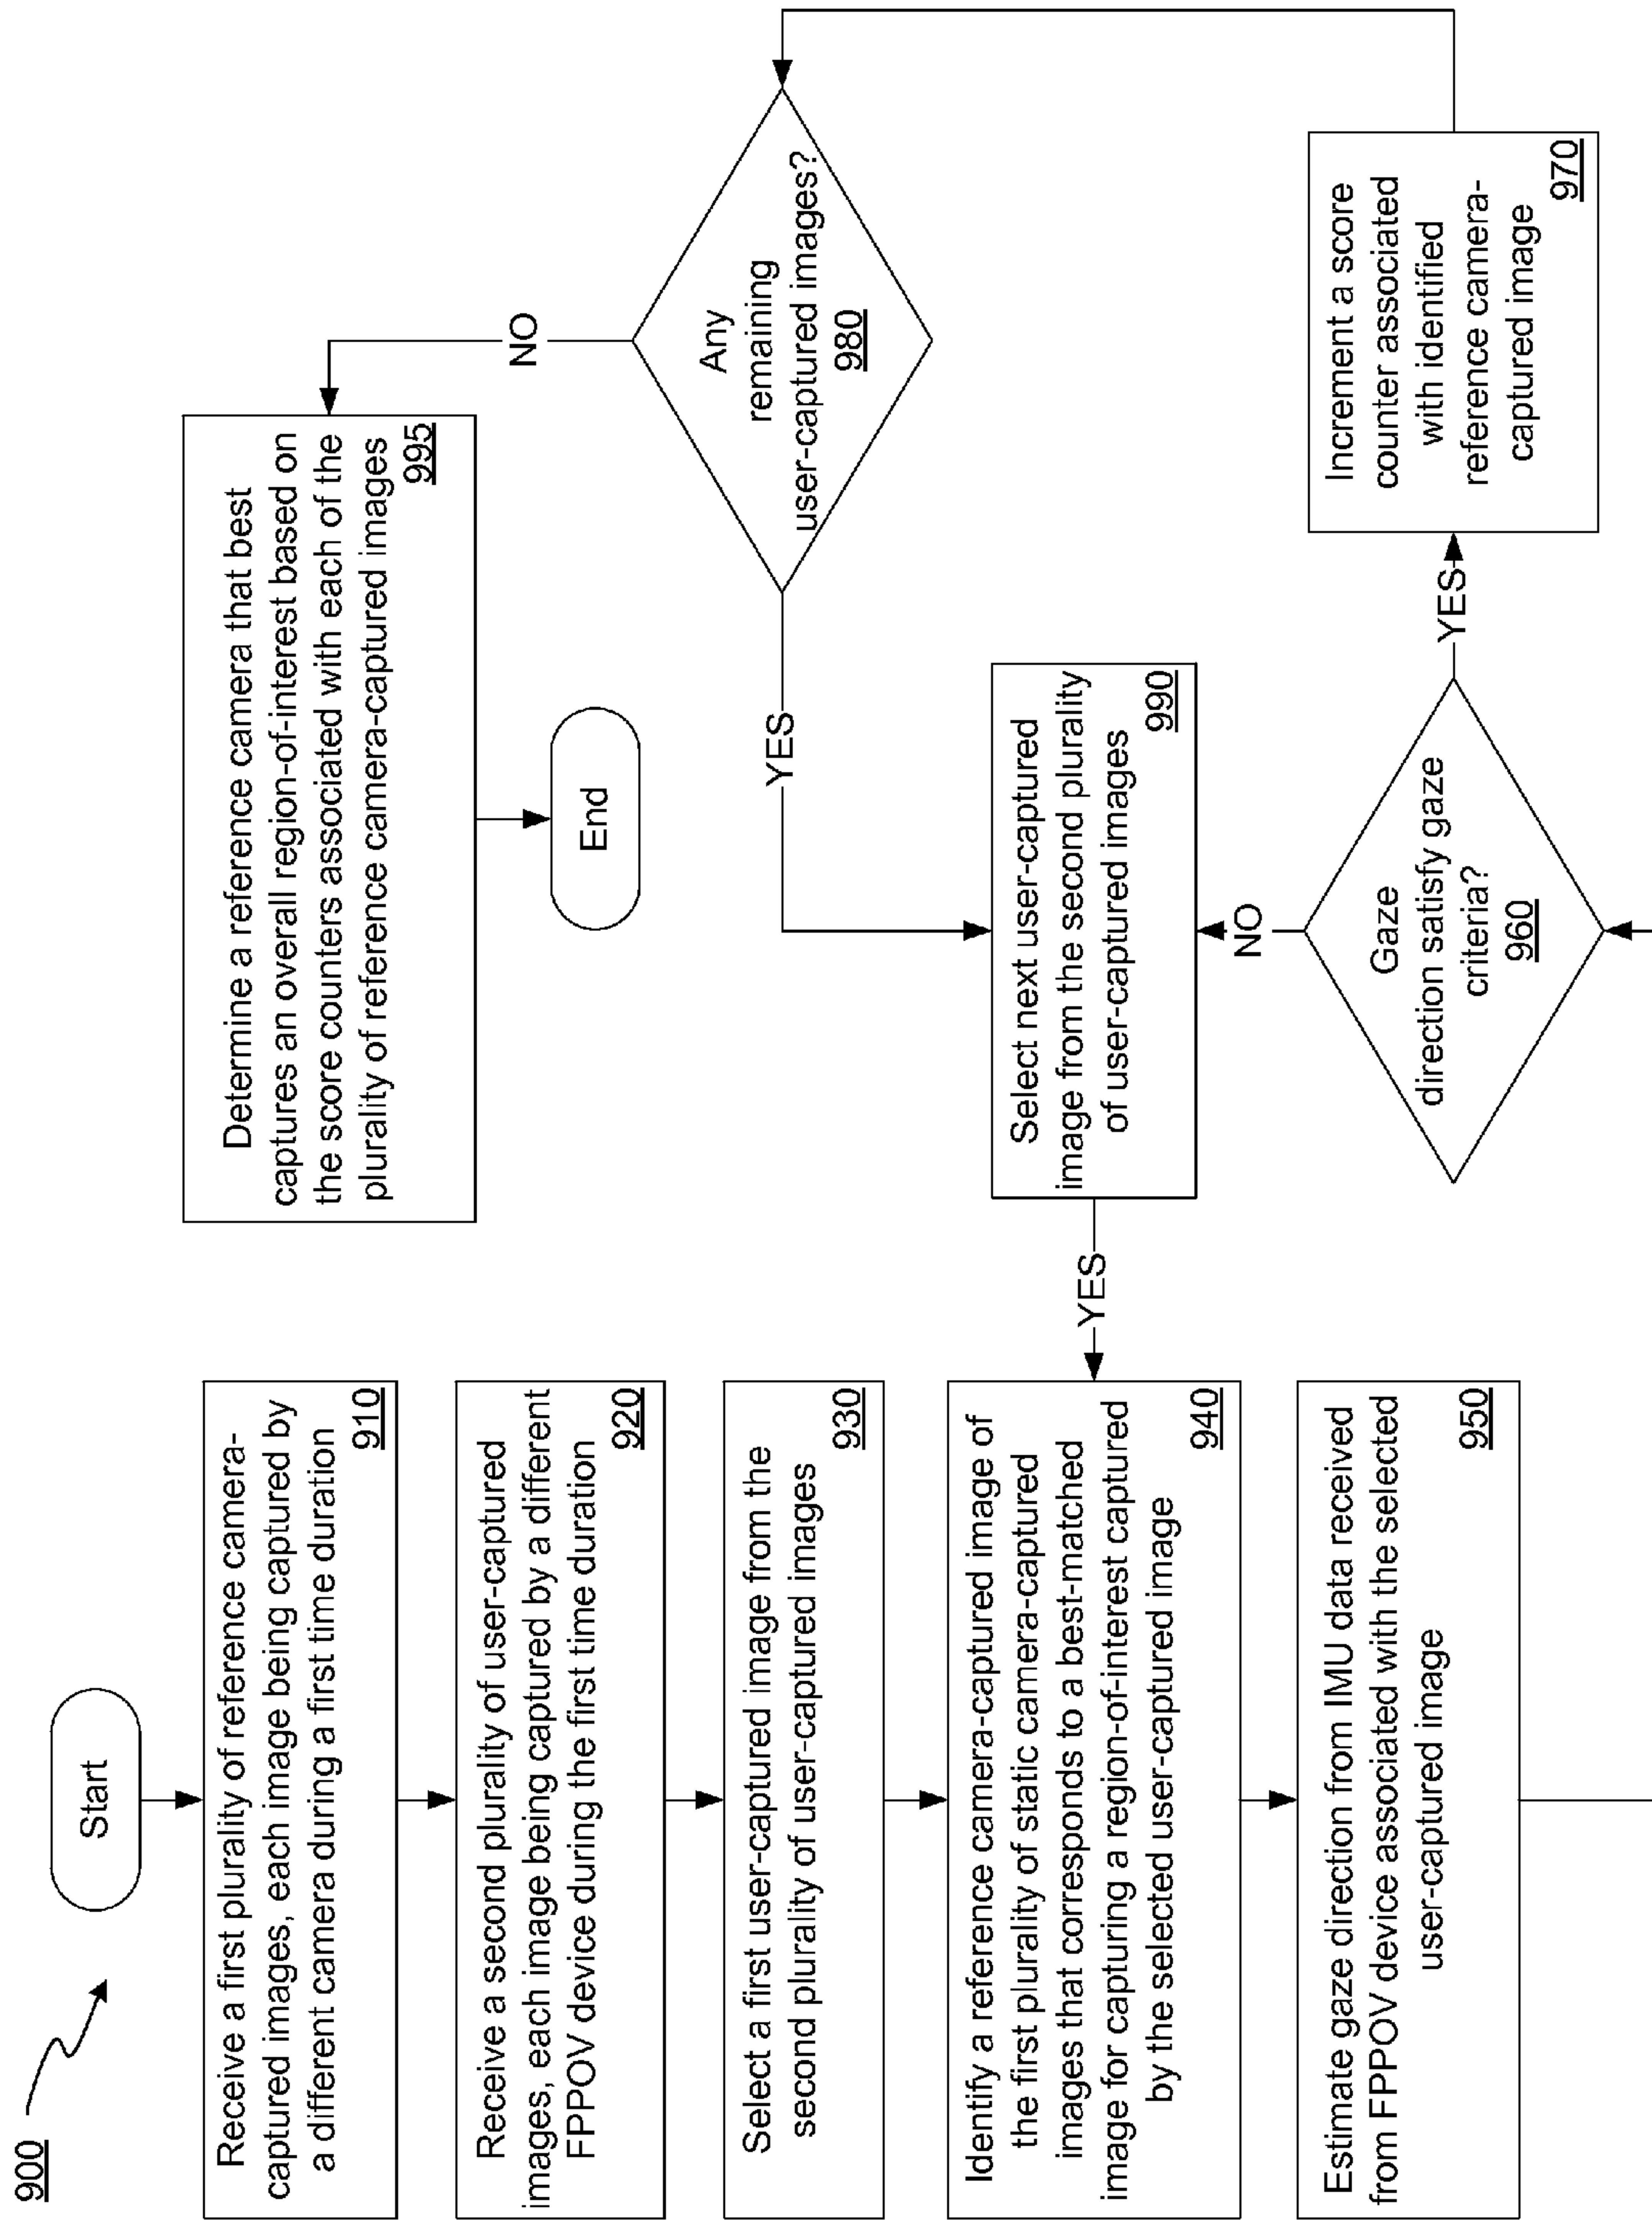 900
Start
Receive a first plurality of reference camera-
captured images, each image being captured by
a different camera during a first time duration
910
Receive a second plurality of user-captured
images, each image being captured by a different
FPPOV device during the first time duration
920
Select a first user-captured image from the
second plurality of user-captured images
930
Identify a reference camera-captured image of
the first plurality of static camera-captured
images that corresponds to a best-matched
image for capturing a region-of-interest captured
by the selected user-captured image
940
Estimate gaze direction from IMU data received
from FPPOV device associated with the selected
user-captured image
950
Gaze
direction satisfy gaze
criteria?
960
YES
NO
Increment a score
counter associated
with identified
reference camera-
captured image
970
Any
remaining
user-captured images?
980
YES
NO
Select next user-captured
image from the second plurality
of user-captured images
990
YES
Determine a reference camera that best
captures an overall region-of-interest based on
the score counters associated with each of the
plurality of reference camera-captured images
995
End